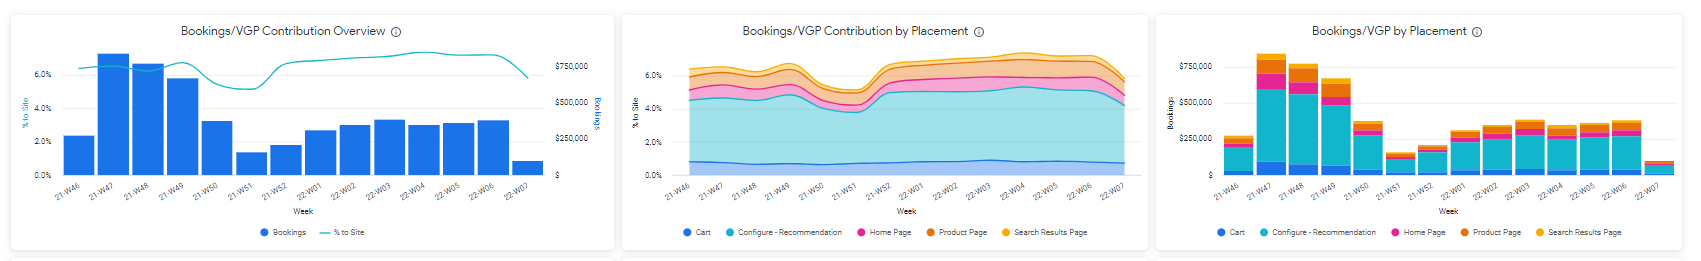 Bookings/VGP Contribution Overview
6.0%
4.0%
2.0%
0.0%
% to Site
$750,000
$500,000
$250,000
$
Bookings
21-W46 21-W47 21-W48 21-W49 21-W50 21-W51 21-W52 22-W01 22-W02 22-W03 22-W04 22-W05 22-W06 22-W07
Week
Bookings % to Site
Bookings/VGP Contribution by Placement
6.0%
4.0%
2.0%
0.0%
% to Site
21-W46 21-W47 21-W48 21-W49 21-W50 21-W51 21-W52 22-W01 22-W02 22-W03 22-W04 22-W05 22-W06 22-W07
Week
Cart Configure - Recommendation Home Page Product Page Search Results Page
Bookings/VGP by Placement
$750,000
$500,000
$250,000
$
Bookings
21-W46 21-W47 21-W48 21-W49 21-W50 21-W51 21-W52 22-W01 22-W02 22-W03 22-W04 22-W05 22-W06 22-W07
Week
Cart Configure - Recommendation Home Page Product Page Search Results Page